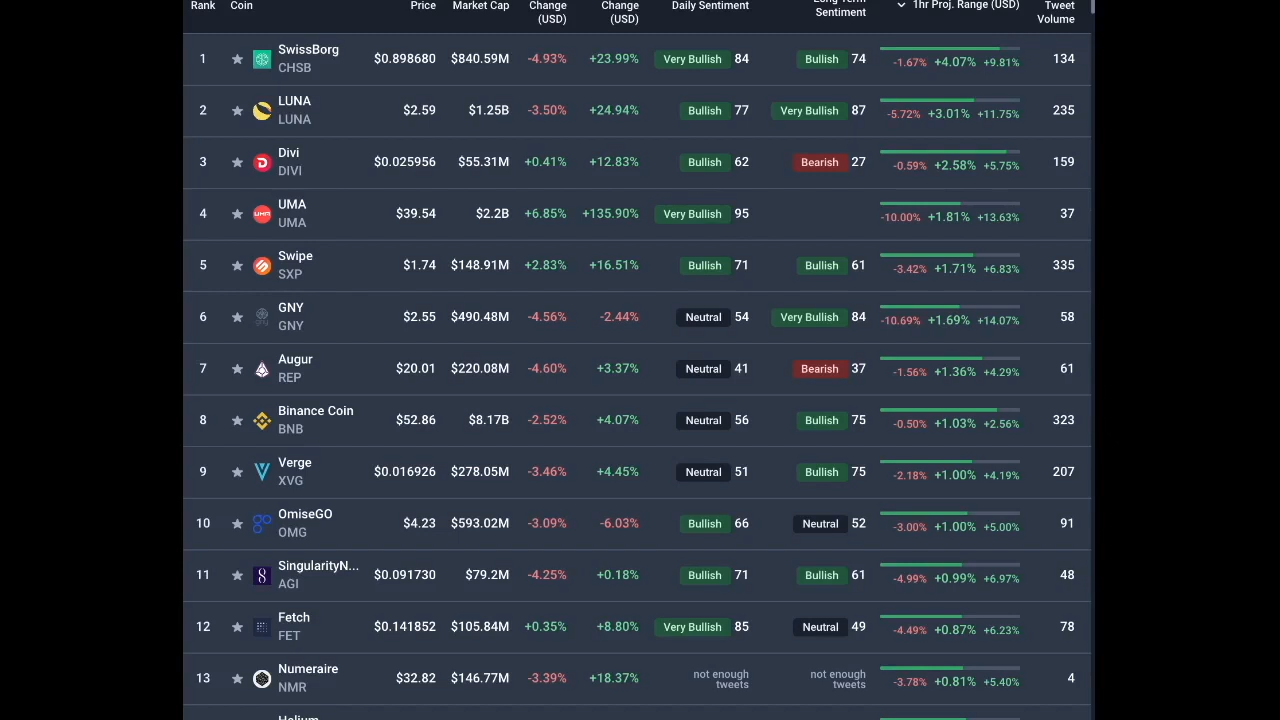 Rank Coin Price Market Cap Change (USD) Change (USD) Daily Sentiment Sentiment 1hr Proj. Range (USD) Tweet Volume
1 SwissBorg CHSB $0.898680 $840.59M -4.93% +23.99% Very Bullish 84 Bullish 74 -1.67% +4.07% +9.81% 134
2 LUNA LUNA $2.59 $1.25B -3.50% +24.94% Bullish 77 Very Bullish 87 -5.72% +3.01% +11.75% 235
3 Divi DIVI $0.025956 $55.31M +0.41% +12.83% Bullish 62 Bearish 27 -0.59% +2.58% +5.75% 159
4 UMA UMA $39.54 $2.2B +6.85% +135.90% Very Bullish 95 -10.00% +1.81% +13.63% 37
5 Swipe SXP $1.74 $148.91M +2.83% +16.51% Bullish 71 Bullish 61 -3.42% +1.71% +6.83% 335
6 GNY GNY $2.55 $490.48M -4.56% -2.44% Neutral 54 Very Bullish 84 -10.69% +1.69% +14.07% 58
7 Augur REP $20.01 $220.08M -4.60% +3.37% Neutral 41 Bearish 37 -1.56% +1.36% +4.29% 61
8 Binance Coin BNB $52.86 $8.17B -2.52% +4.07% Neutral 56 Bullish 75 -0.50% +1.03% +2.56% 323
9 Verge XVG $0.016926 $278.05M -3.46% +4.45% Neutral 51 Bullish 75 -2.18% +1.00% +4.19% 207
10 OmiseGO OMG $4.23 $593.02M -3.09% -6.03% Bullish 66 Neutral 52 -3.00% +1.00% +5.00% 91
11 SingularityN... AGI $0.091730 $79.2M -4.25% +0.18% Bullish 71 Bullish 61 -4.99% +0.99% +6.97% 48
12 Fetch FET $0.141852 $105.84M +0.35% +8.80% Very Bullish 85 Neutral 49 -4.49% +0.87% +6.23% 78
13 Numeraire NMR $32.82 $146.77M -3.39% +18.37% not enough tweets not enough tweets -3.78% +0.81% +5.40% 4